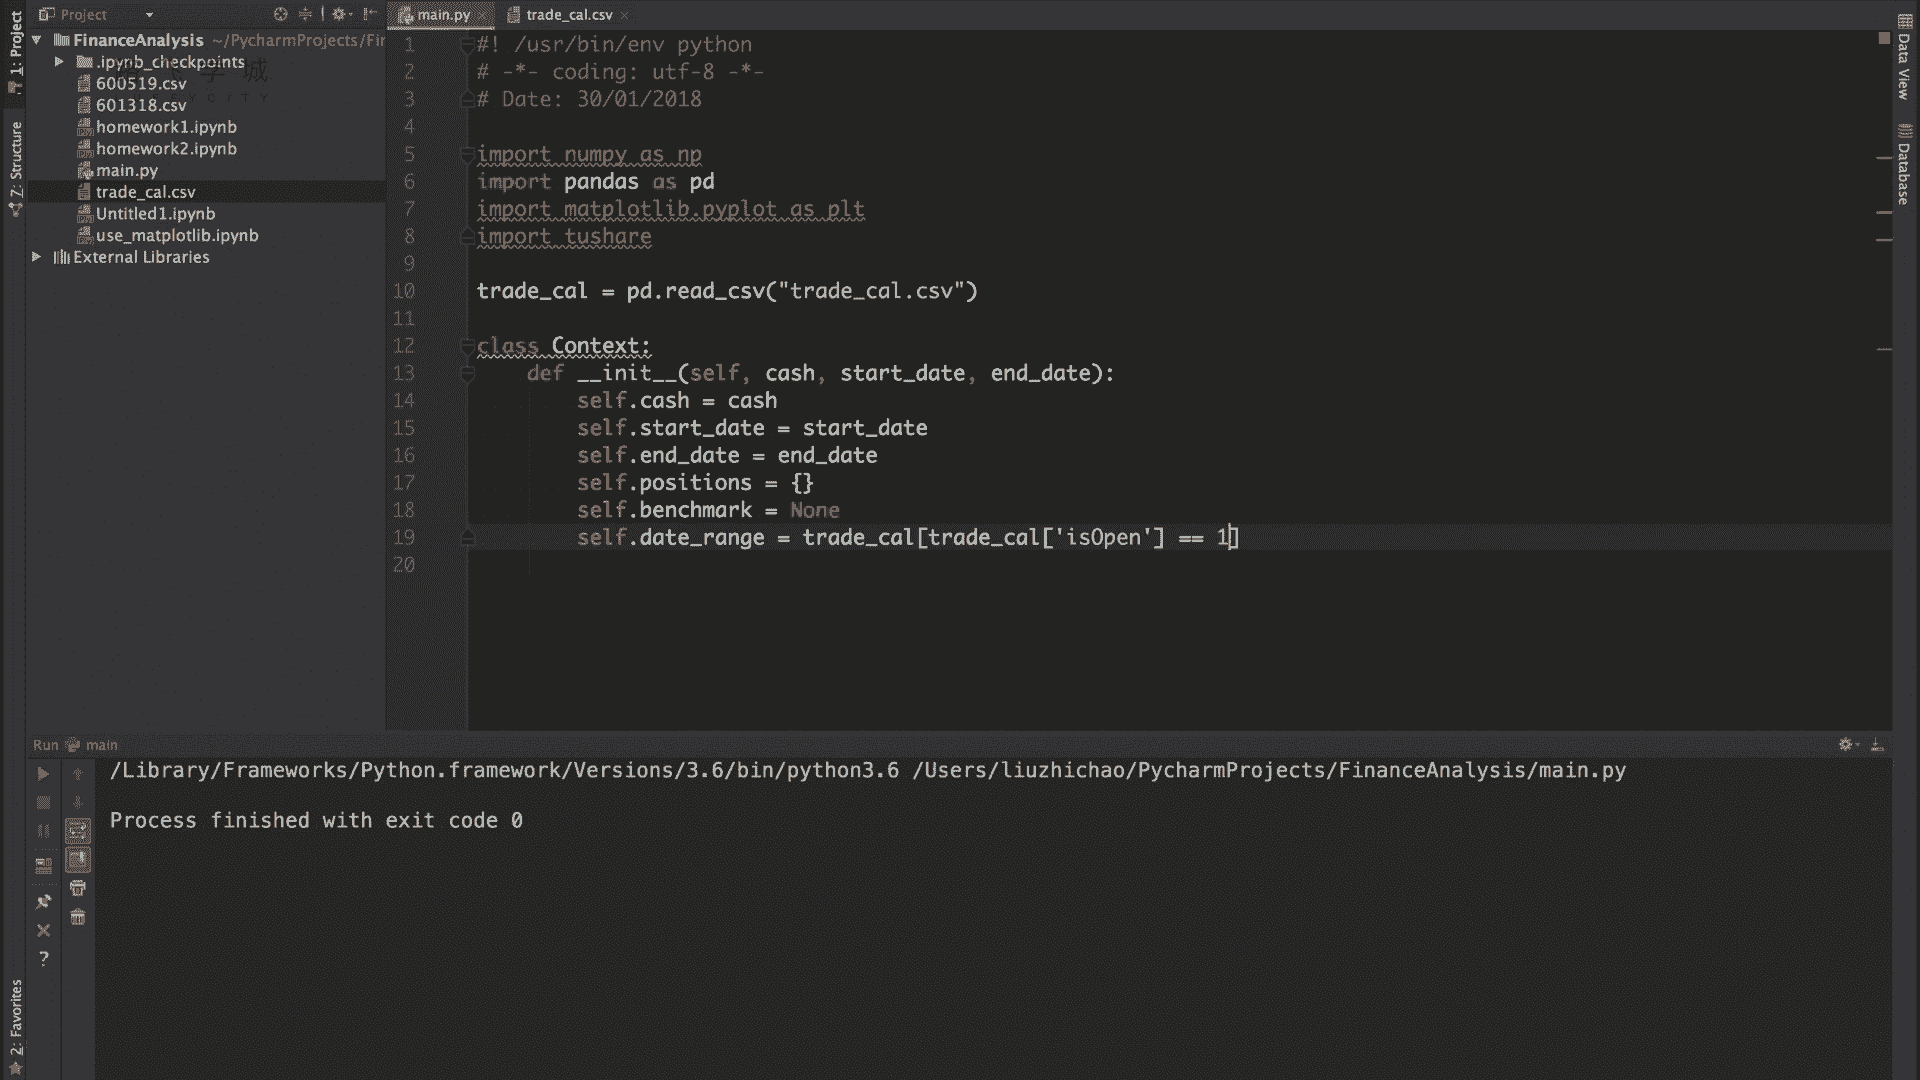 1: Project
Project
main.py
trade_cal.csv
FinanceAnalysis ~/PycharmProjects/Fir
.ipynb_checkpoints
600519.csv
601318.csv
homework1.ipynb
homework2.ipynb
main.py
trade_cal.csv
Untitled1.ipynb
use_matplotlib.ipynb
External Libraries
7: Structure
2: Favorites
Data View
Database
1 #! /usr/bin/env python
2 # -*- coding: utf-8 -*-
3 # Date: 30/01/2018
4
5 import numpy as np
6 import pandas as pd
7 import matplotlib.pyplot as plt
8 import tushare
9
10 trade_cal = pd.read_csv("trade_cal.csv")
11
12 class Context:
13 def __init__(self, cash, start_date, end_date):
14 self.cash = cash
15 self.start_date = start_date
16 self.end_date = end_date
17 self.positions = {}
18 self.benchmark = None
19 self.date_range = trade_cal[trade_cal['isOpen'] == 1]
20
Run main
/Library/Frameworks/Python.framework/Versions/3.6/bin/python3.6 /Users/liuzhichao/PycharmProjects/FinanceAnalysis/main.py
Process finished with exit code 0